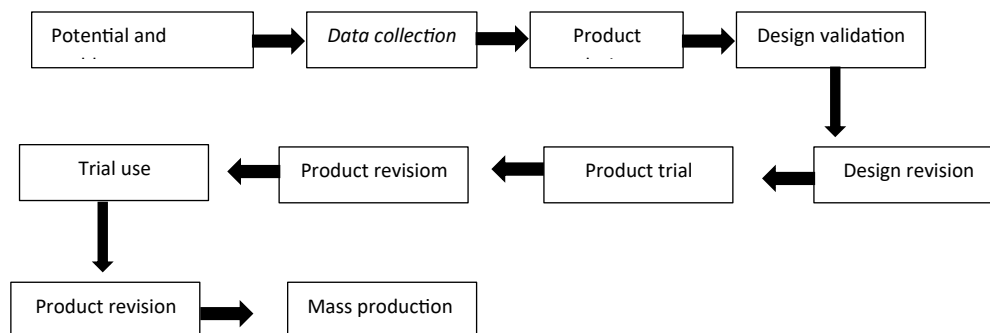 Potential and
Data collection
Product
Design validation
Design revision
Product trial
Product revisiom
Trial use
Product revision
Mass production